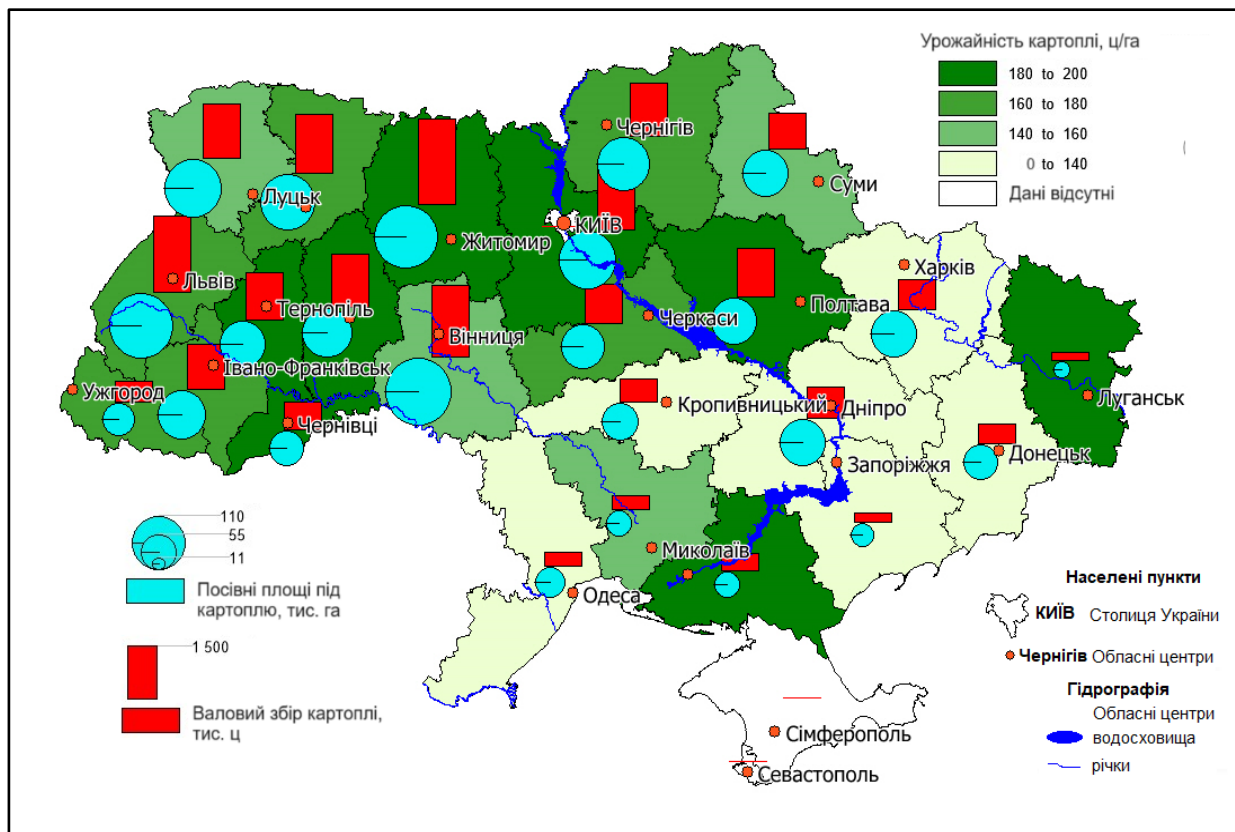 Урожайність картоплі, ц/га
180 to 200
160 to 180
140 to 160
0 to 140
Дані відсутні
Чернігів
Суми
Луцьк
КИЇВ
Житомир
Харків
Львів
Тернопіль
Полтава
Черкаси
Вінниця
Івано-Франківськ
Ужгород
Луганськ
Кропивницький
Дніпро
Чернівці
Донецьк
Запоріжжя
Миколаїв
Одеса
Сімферополь
Севастополь
110
55
11
Посівні площі під
картоплю, тис. га
1 500
Валовий збір картоплі,
тис. ц
Населені пункти
КИЇВ Столиця України
Чернігів Обласні центри
Гідрографія
Обласні центри
водосховища
річки